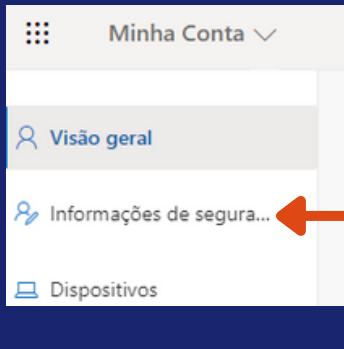 Minha Conta
Visão geral
Informações de segura...
Dispositivos